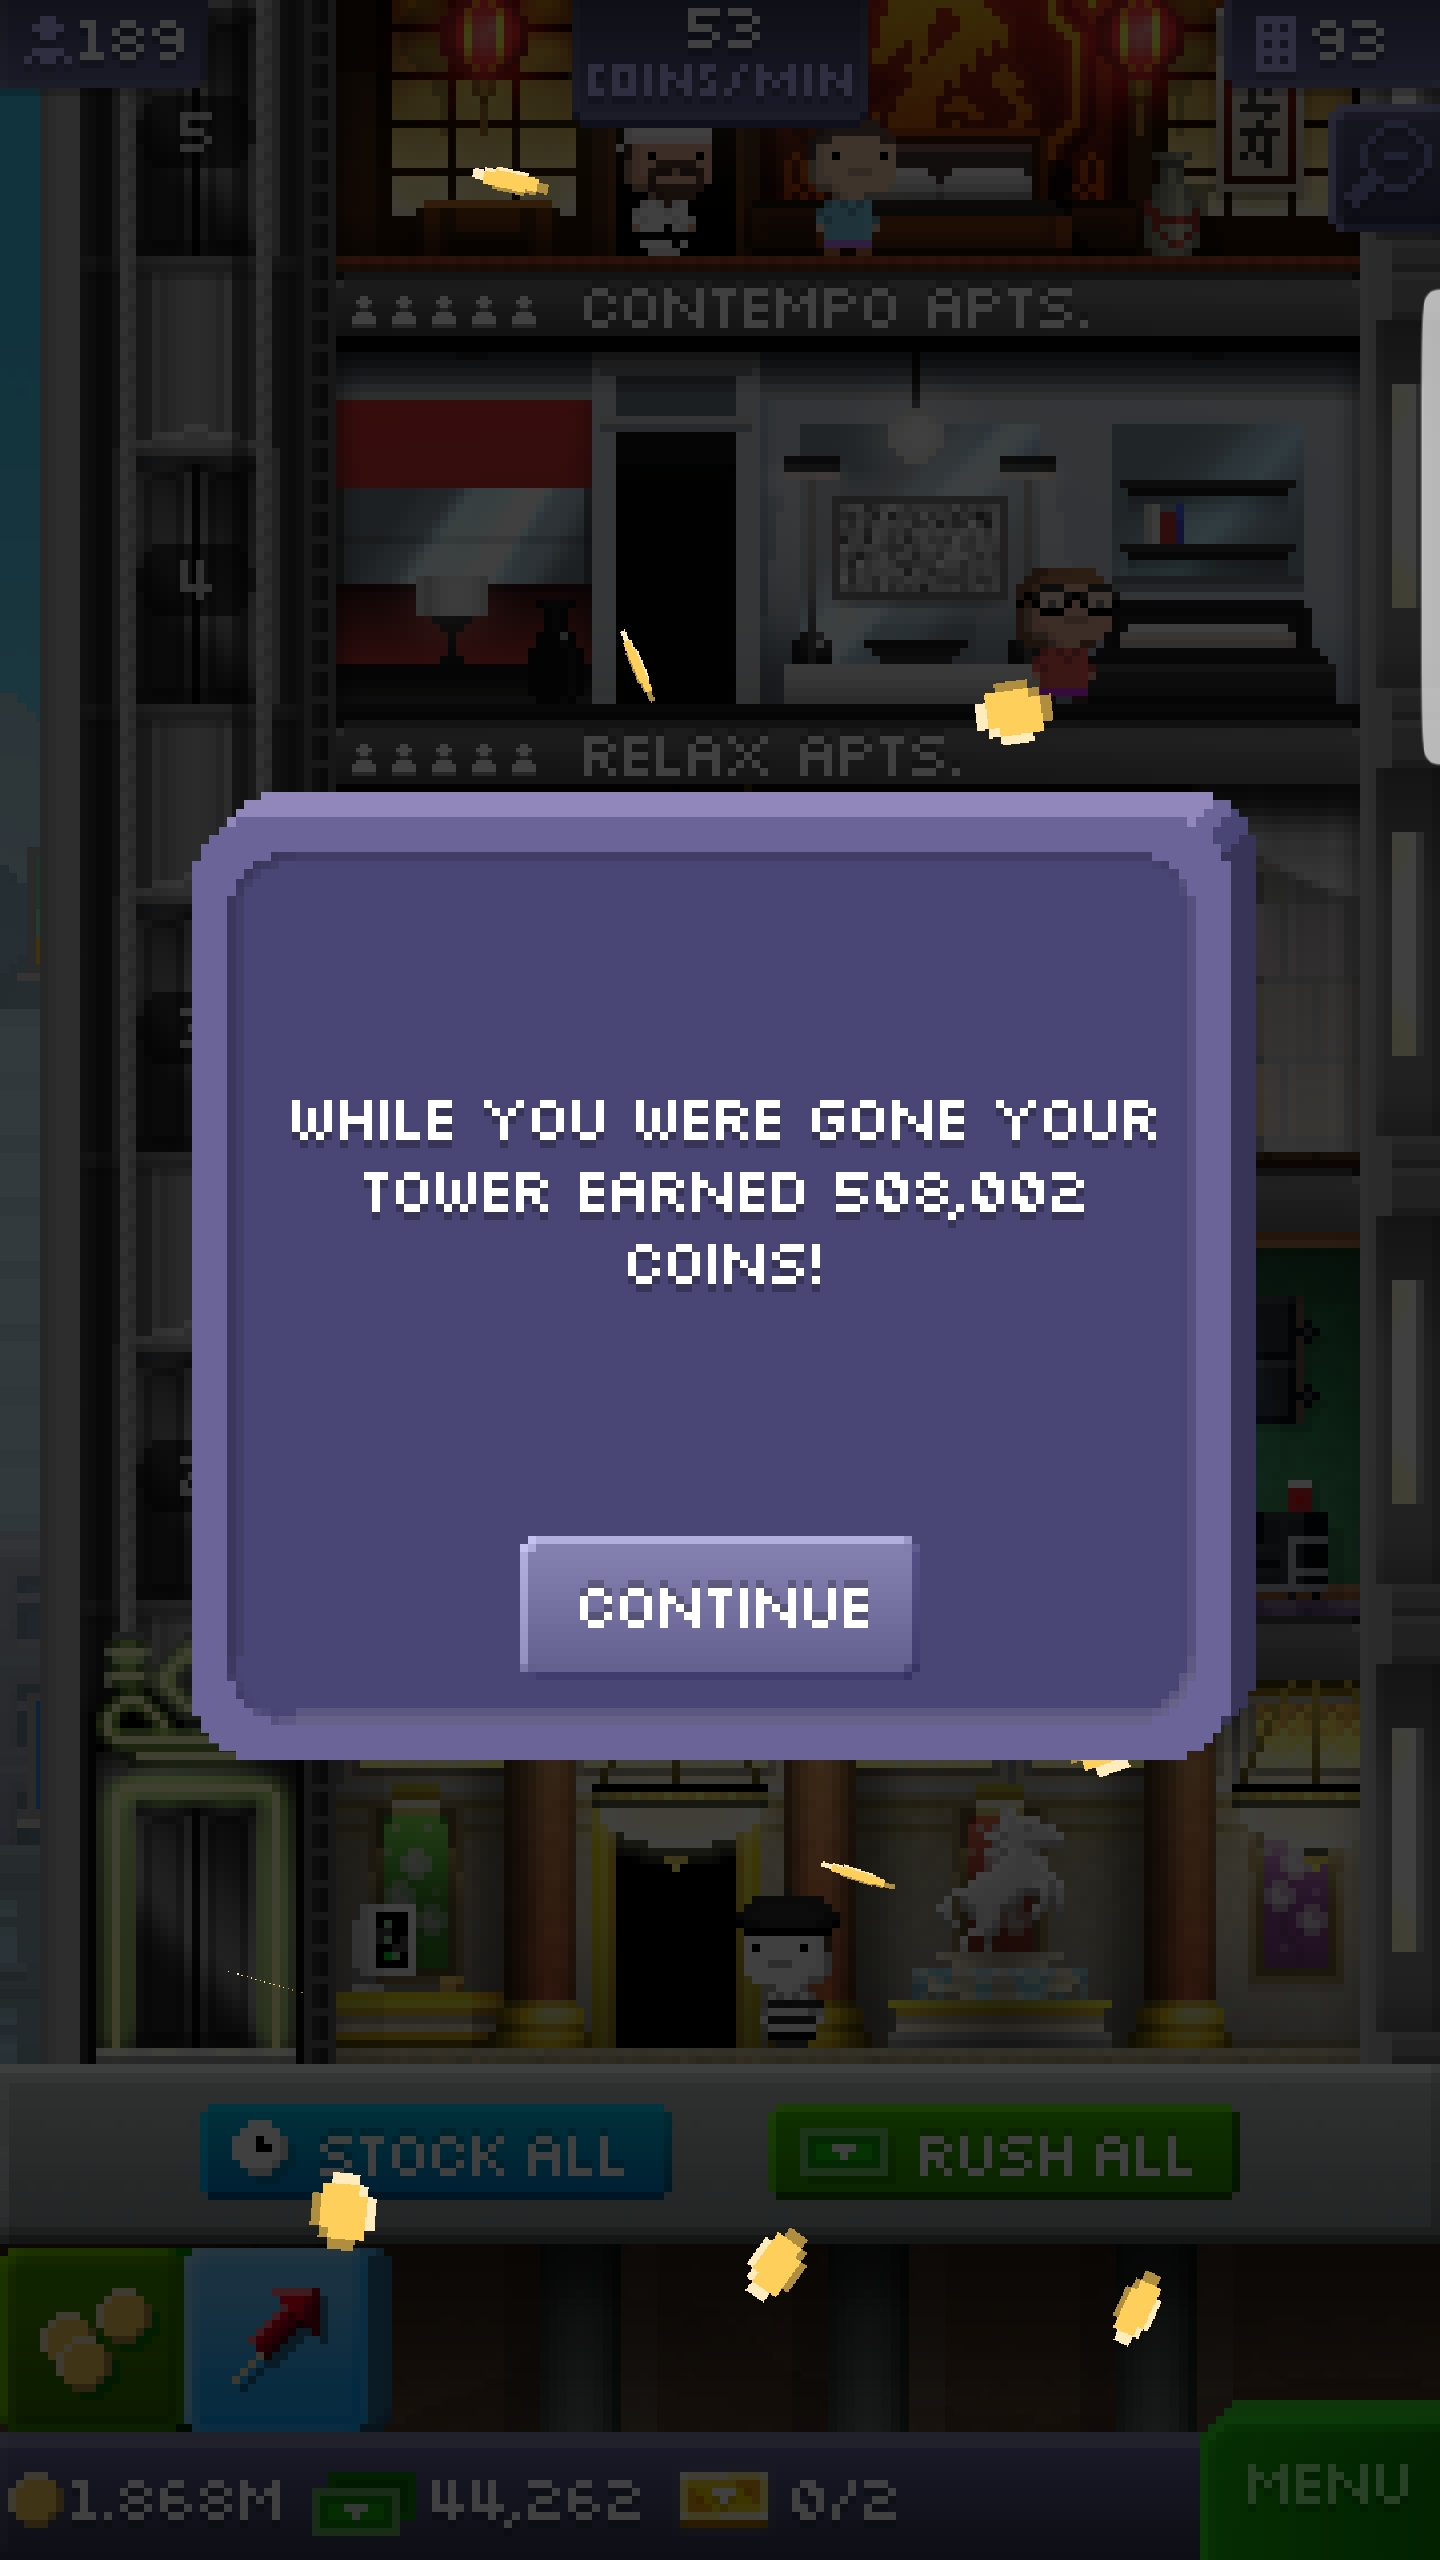 189
53
COINS/MIN
93
5
CONTEMPO APTS.
4
RELAX APTS.
WHILE YOU WERE GONE YOUR
TOWER EARNED 508,002
COINS!
CONTINUE
STOCK ALL
RUSH ALL
1.868M
44,262
0/2
MENU